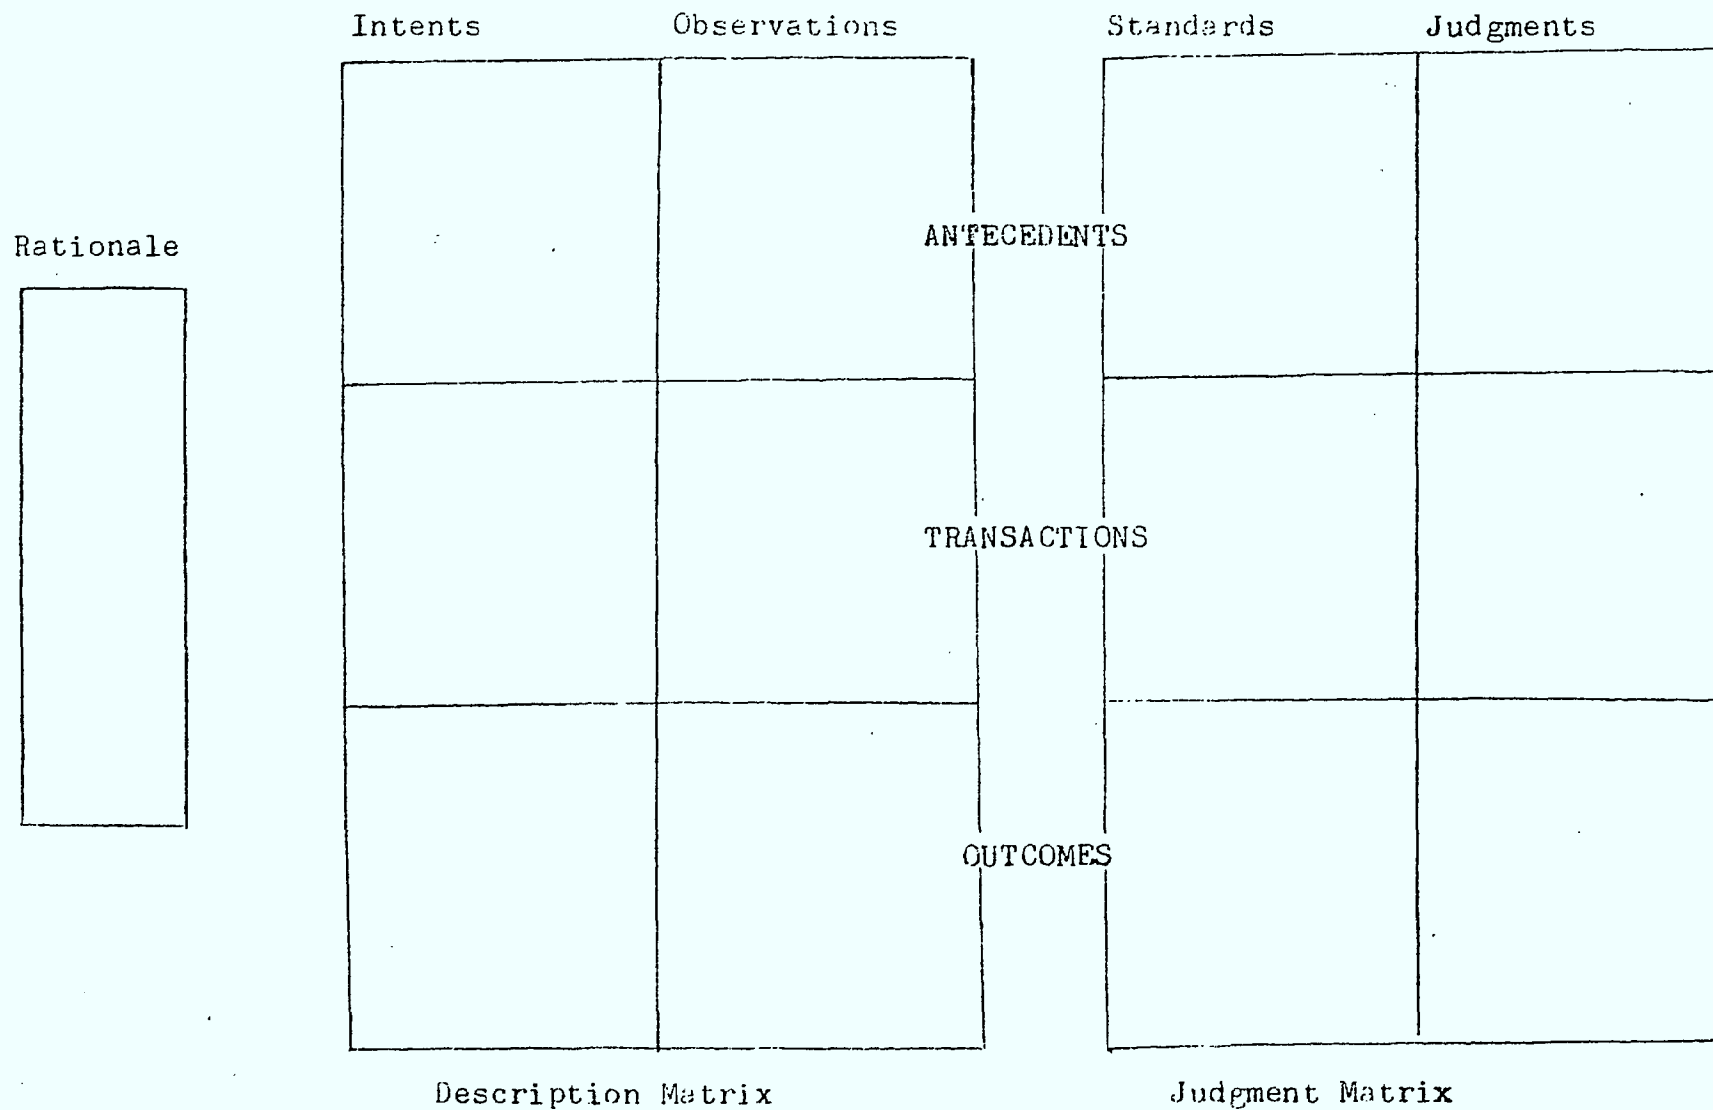 Intents Observations Standards Judgments
Rationale
ANTECEDENTS
TRANSACTIONS
OUTCOMES
Description Matrix Judgment Matrix